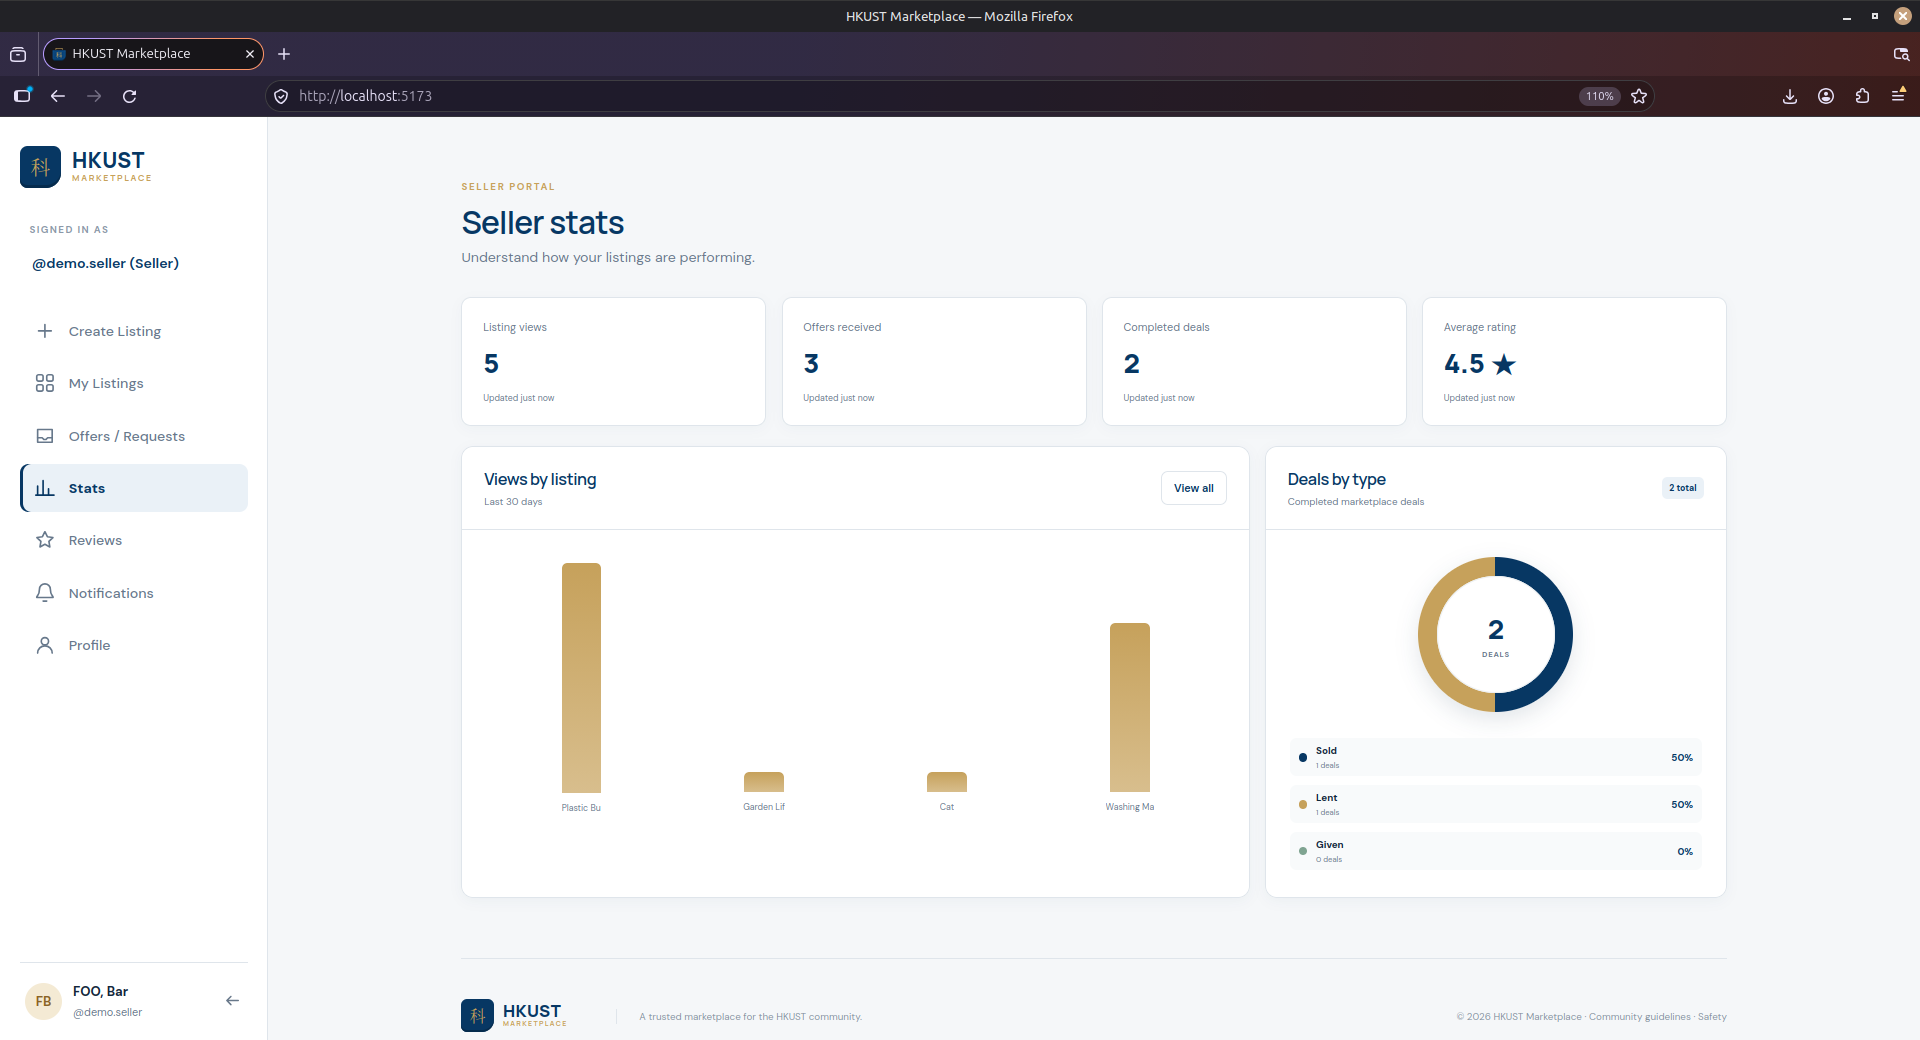 HKUST Marketplace — Mozilla Firefox
HKUST Marketplace
http://localhost:5173
110%
科
HKUST
MARKETPLACE
SIGNED IN AS
@demo.seller (Seller)
Create Listing
My Listings
Offers / Requests
Stats
Reviews
Notifications
Profile
FB
FOO, Bar
@demo.seller
SELLER PORTAL
Seller stats
Understand how your listings are performing.
Listing views
5
Updated just now
Offers received
3
Updated just now
Completed deals
2
Updated just now
Average rating
4.5 ★
Updated just now
Views by listing
Last 30 days
View all
Plastic Bu
Garden Lif
Cat
Washing Ma
Deals by type
Completed marketplace deals
2 total
2
DEALS
Sold
1 deals
50%
Lent
1 deals
50%
Given
0 deals
0%
科
HKUST
MARKETPLACE
A trusted marketplace for the HKUST community.
© 2026 HKUST Marketplace · Community guidelines · Safety